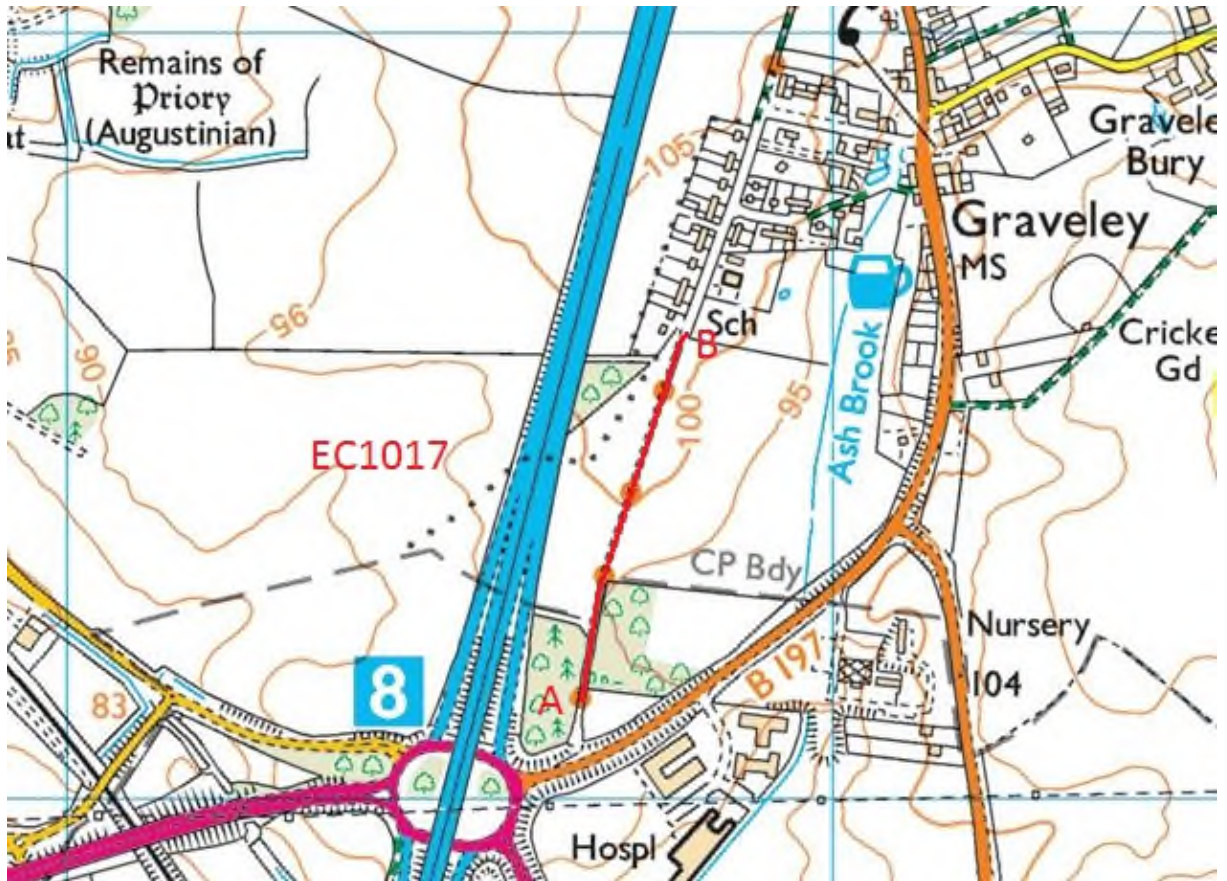 Remains of
Priory
(Augustinian)
at
105
Gravele
Bury
Graveley
MS
95
90
Sch
B
Cricke
Gd
100
95
Ash Brook
EC1017
CP Bdy
Nursery
104
B 197
A
8
83
Hospl